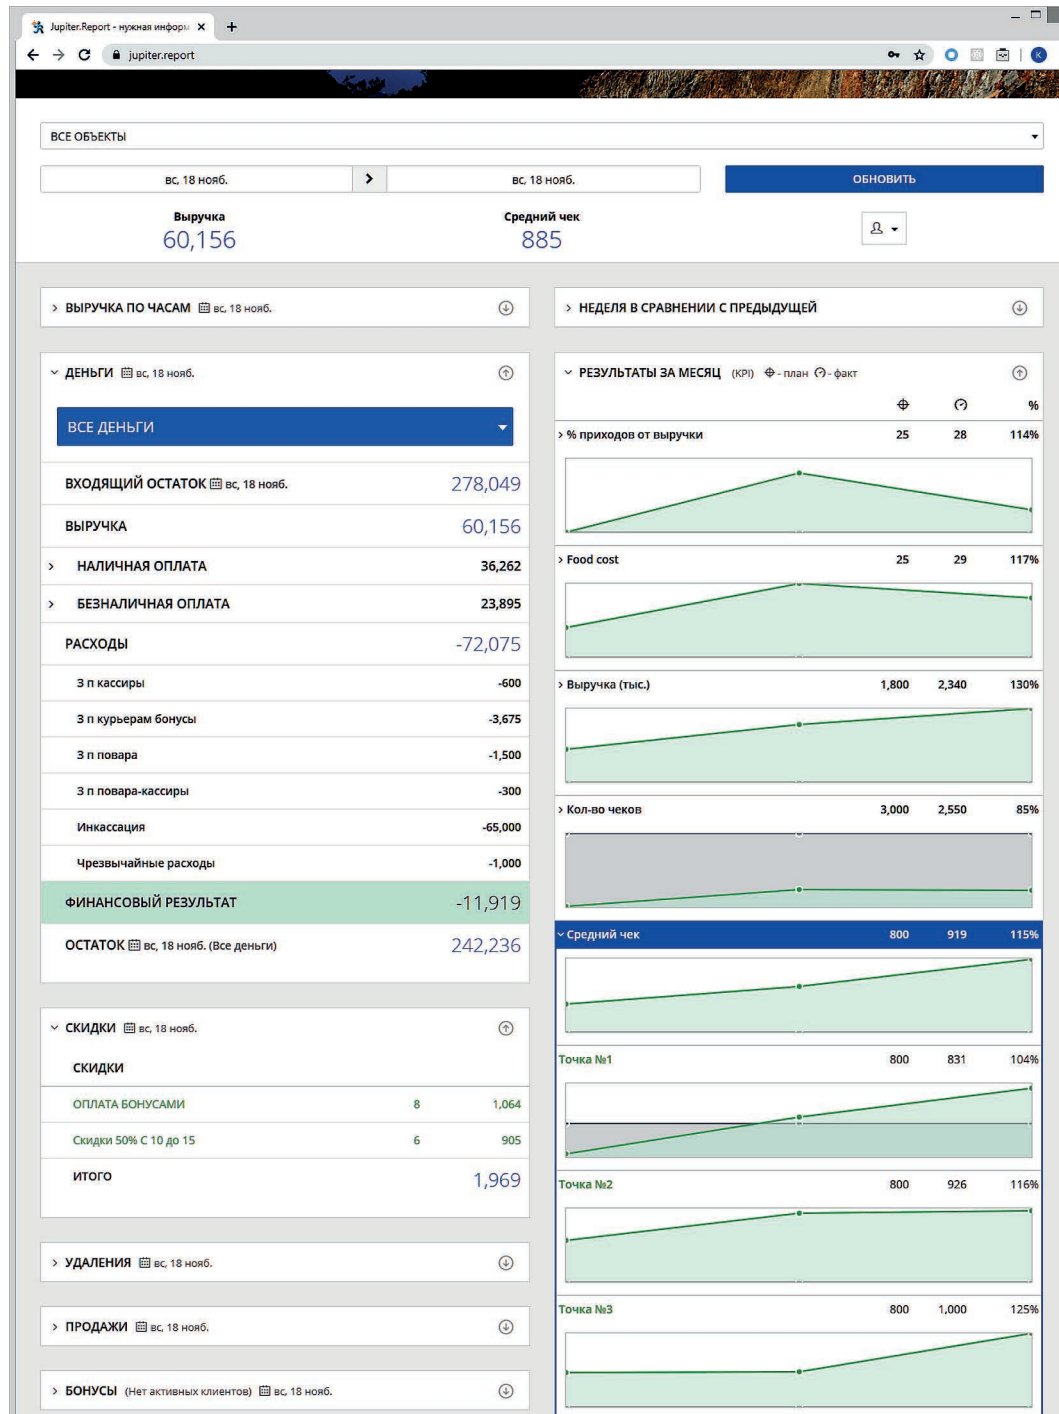 Jupiter.Report - нужная информ
jupiter.report
K
ВСЕ ОБЪЕКТЫ
вс, 18 нояб.
вс, 18 нояб.
ОБНОВИТЬ
Выручка
60,156
Средний чек
885
ВЫРУЧКА ПО ЧАСАМ вс, 18 нояб.
ДЕНЬГИ вс, 18 нояб.
ВСЕ ДЕНЬГИ
ВХОДЯЩИЙ ОСТАТОК вс, 18 нояб. 278,049
ВЫРУЧКА 60,156
НАЛИЧНАЯ ОПЛАТА 36,262
БЕЗНАЛИЧНАЯ ОПЛАТА 23,895
РАСХОДЫ -72,075
З п кассиры -600
З п курьерам бонусы -3,675
З п повара -1,500
З п повара-кассиры -300
Инкассация -65,000
Чрезвычайные расходы -1,000
ФИНАНСОВЫЙ РЕЗУЛЬТАТ -11,919
ОСТАТОК вс, 18 нояб. (Все деньги) 242,236
СКИДКИ вс, 18 нояб.
СКИДКИ
ОПЛАТА БОНУСАМИ 8 1,064
Скидки 50% С 10 до 15 6 905
ИТОГО 1,969
УДАЛЕНИЯ вс, 18 нояб.
ПРОДАЖИ вс, 18 нояб.
БОНУСЫ (Нет активных клиентов) вс, 18 нояб.
НЕДЕЛЯ В СРАВНЕНИИ С ПРЕДЫДУЩЕЙ
РЕЗУЛЬТАТЫ ЗА МЕСЯЦ (KPI) - план - факт
%
% приходов от выручки 25 28 114%
Food cost 25 29 117%
Выручка (тыс.) 1,800 2,340 130%
Кол-во чеков 3,000 2,550 85%
Средний чек 800 919 115%
Точка №1 800 831 104%
Точка №2 800 926 116%
Точка №3 800 1,000 125%